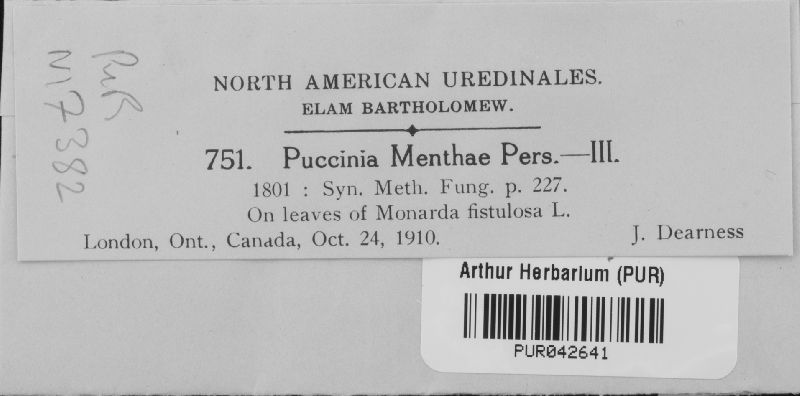 PUR
N17382
NORTH AMERICAN UREDINALES.
ELAM BARTHOLOMEW.
751. Puccinia Menthae Pers.—III.
1801 : Syn. Meth. Fung. p. 227.
On leaves of Monarda fistulosa L.
London, Ont., Canada, Oct. 24, 1910. J. Dearness
Arthur Herbarium (PUR)
PUR042641